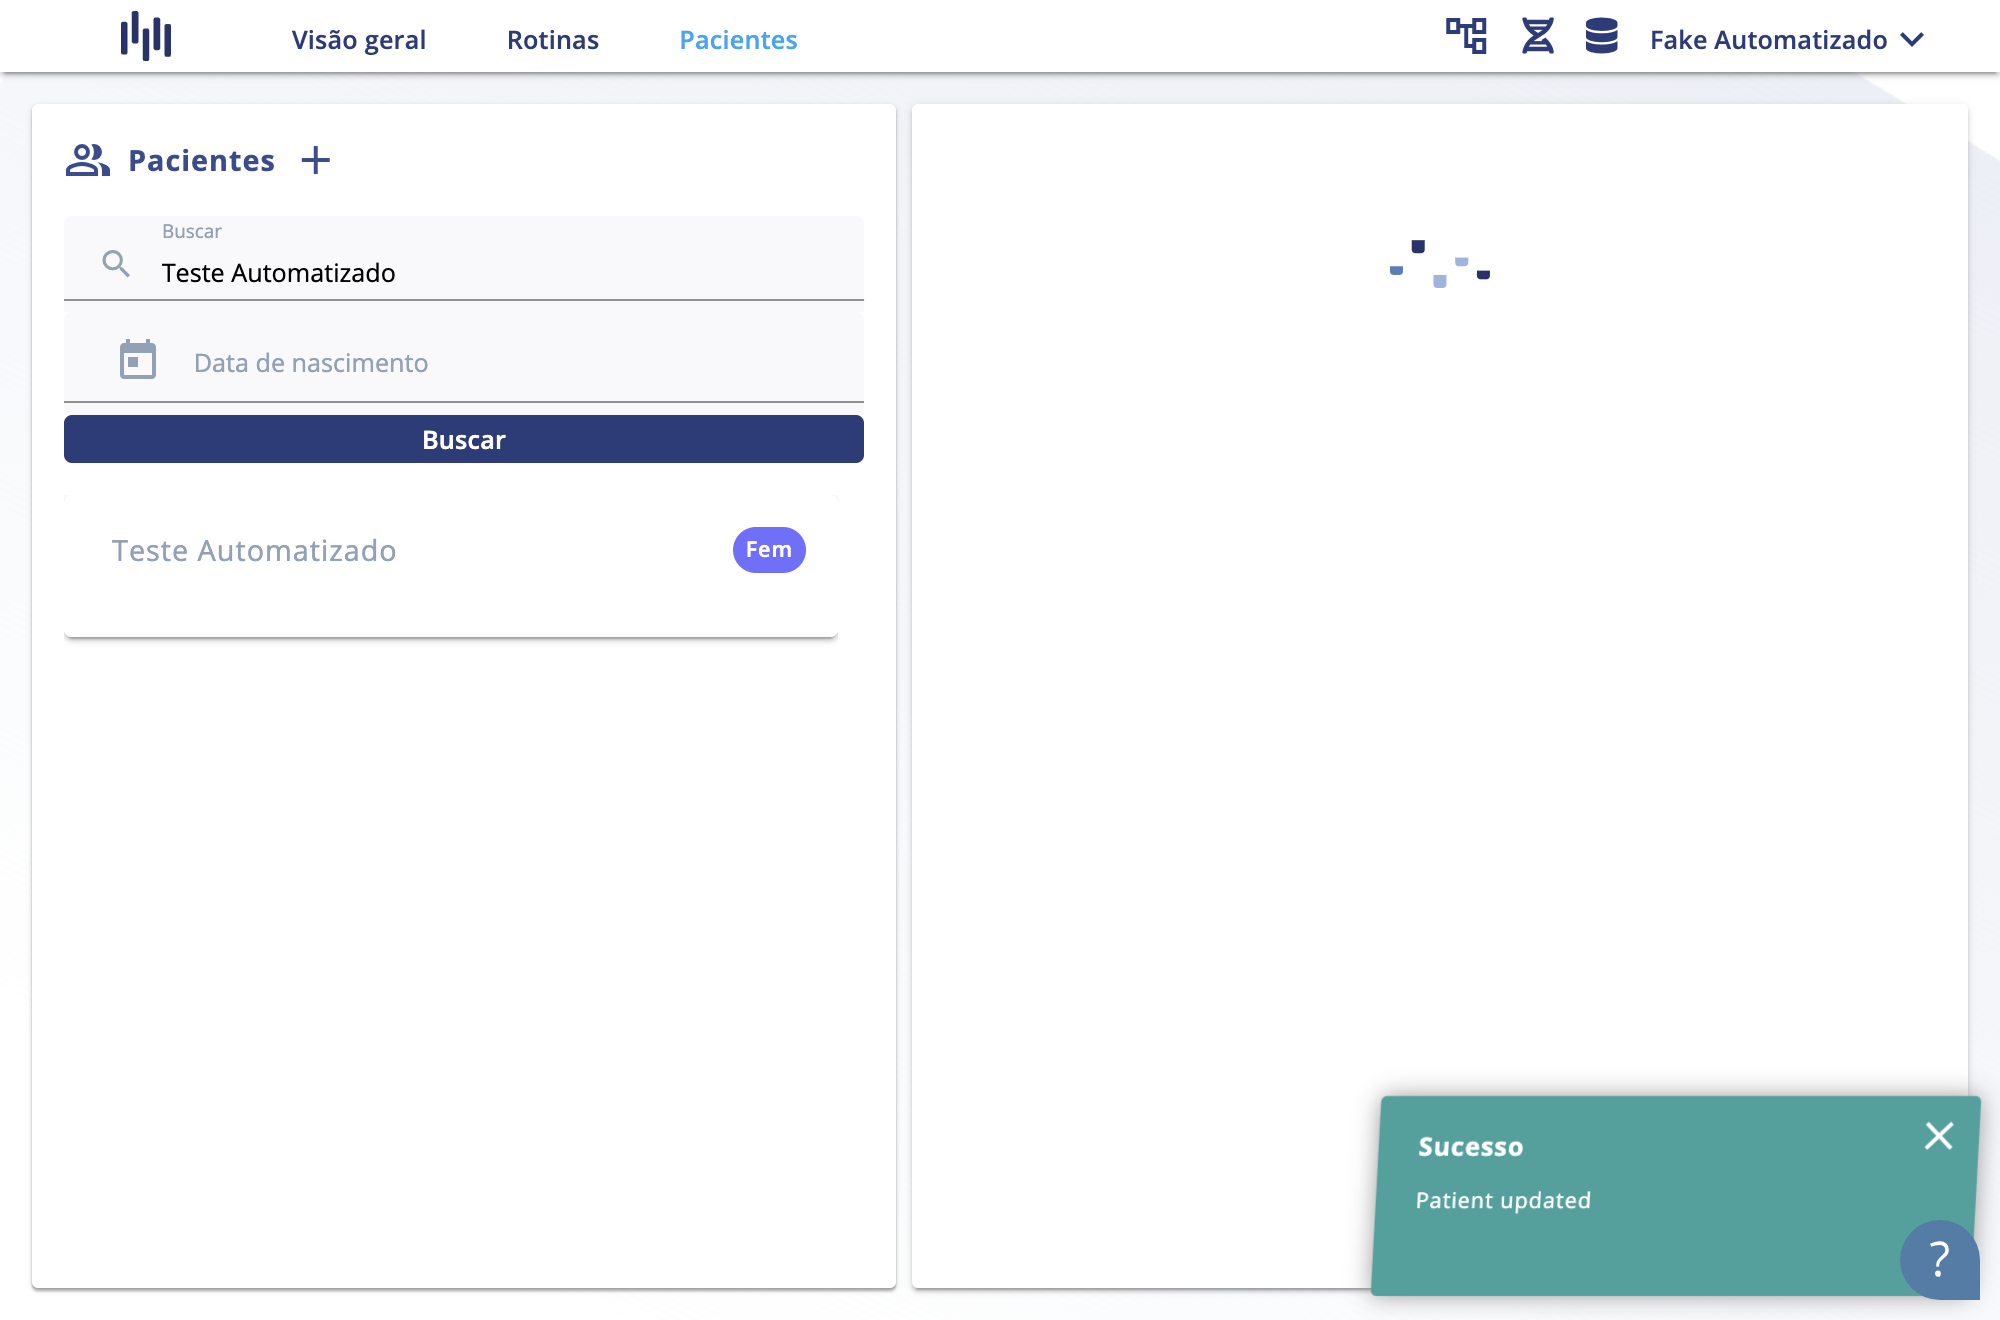 Visão geral
Rotinas
Pacientes
Fake Automatizado
Pacientes
Buscar
Teste Automatizado
Data de nascimento
Buscar
Teste Automatizado
Fem
Sucesso
Patient updated
?